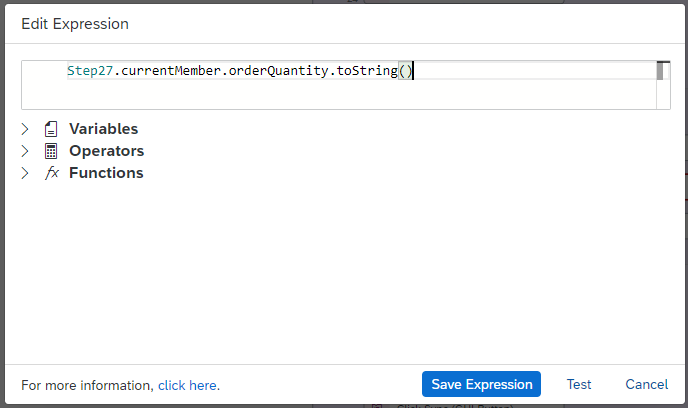 Edit Expression
Step27.currentMember.orderQuantity.toString()
Variables
Operators
fx Functions
For more information, click here.
Save Expression Test Cancel